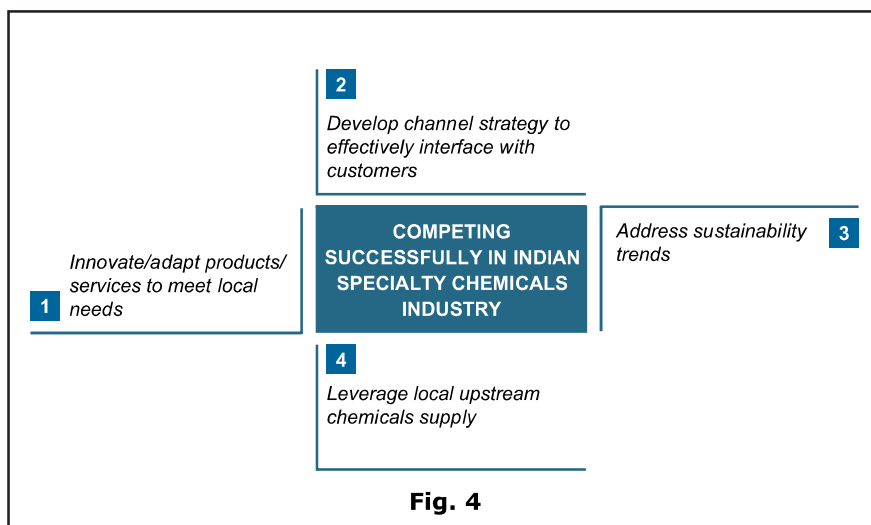 2
Develop channel strategy to
effectively interface with
customers
Innovate/adapt products/
services to meet local
needs
1
COMPETING
SUCCESSFULLY IN INDIAN
SPECIALTY CHEMICALS
INDUSTRY
Address sustainability
trends
3
4
Leverage local upstream
chemicals supply
Fig. 4